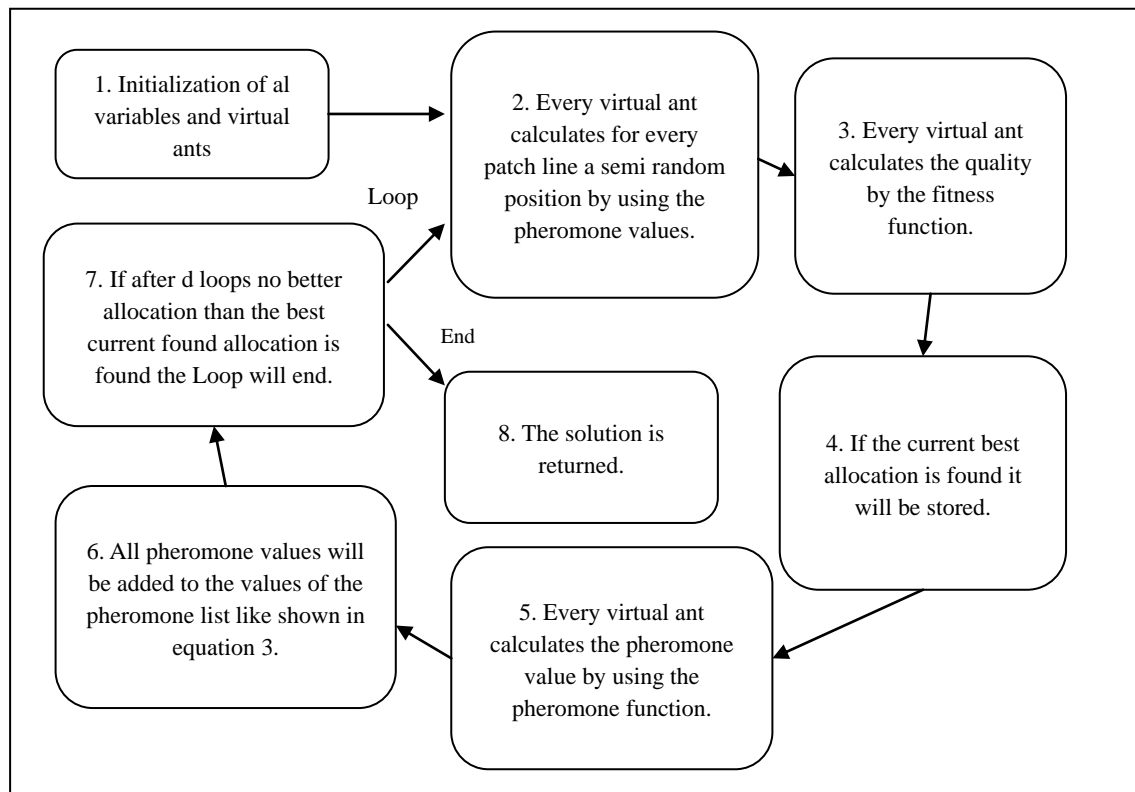 1. Initialization of al
variables and virtual
ants
2. Every virtual ant
calculates for every
patch line a semi random
position by using the
pheromone values.
3. Every virtual ant
calculates the quality
by the fitness
function.
4. If the current best
allocation is found it
will be stored.
5. Every virtual ant
calculates the pheromone
value by using the
pheromone function.
6. All pheromone values will
be added to the values of the
pheromone list like shown in
equation 3.
7. If after d loops no better
allocation than the best
current found allocation is
found the Loop will end.
Loop
End
8. The solution is
returned.